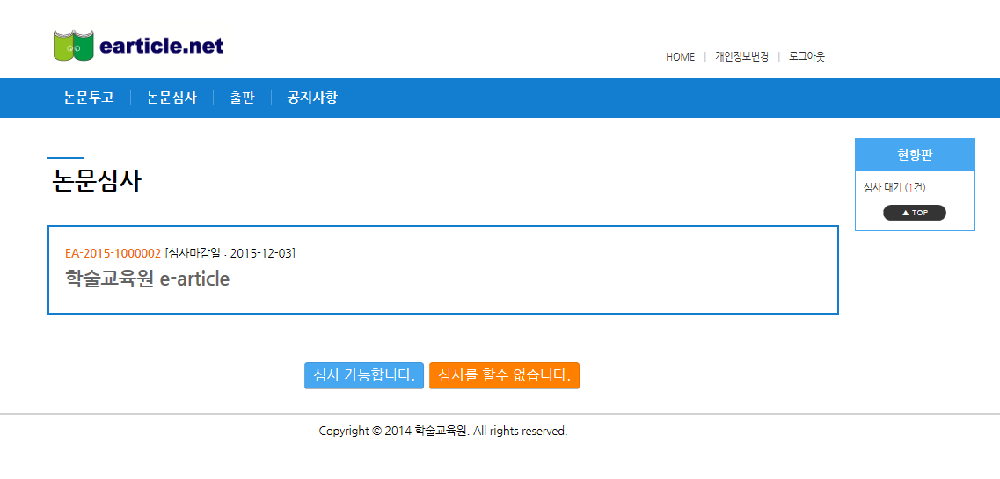 earticle.net
HOME | 개인정보변경 | 로그아웃
논문투고 | 논문심사 | 출판 | 공지사항
현황판
심사 대기 (1건)
▲ TOP
논문심사
EA-2015-1000002 [심사마감일 : 2015-12-03]
학술교육원 e-article
심사 가능합니다. 심사를 할수 없습니다.
Copyright © 2014 학술교육원. All rights reserved.